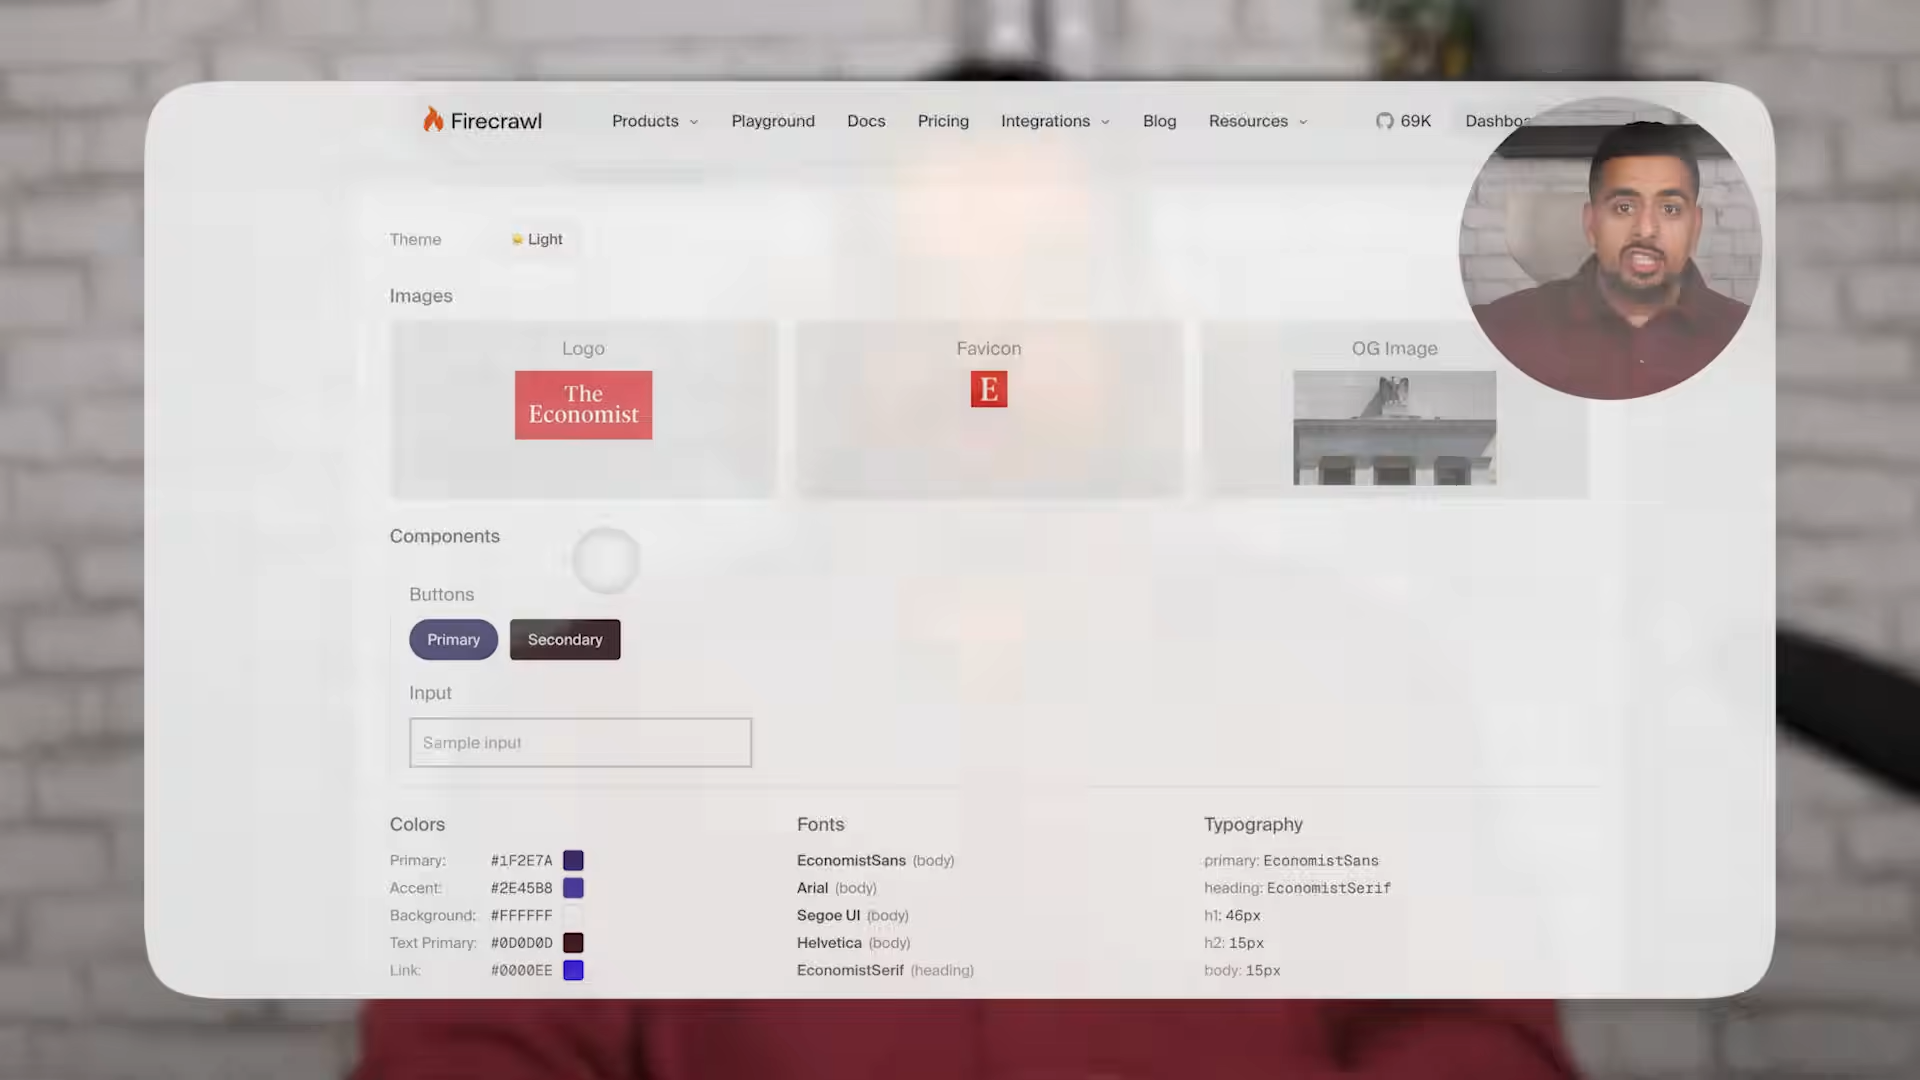 Firecrawl Products Playground Docs Pricing Integrations Blog Resources 69K Dashbo
Theme Light
Images
Logo Favicon OG Image
The
Economist
E
Components
Buttons
Primary Secondary
Input
Sample input
Colors Fonts Typography
Primary: #1F2E7A EconomistSans (body) primary: EconomistSans
Accent: #2E45B8 Arial (body) heading: EconomistSerif
Background: #FFFFFF Segoe UI (body) h1: 46px
Text Primary: #0D0D0D Helvetica (body) h2: 15px
Link: #0000EE EconomistSerif (heading) body: 15px